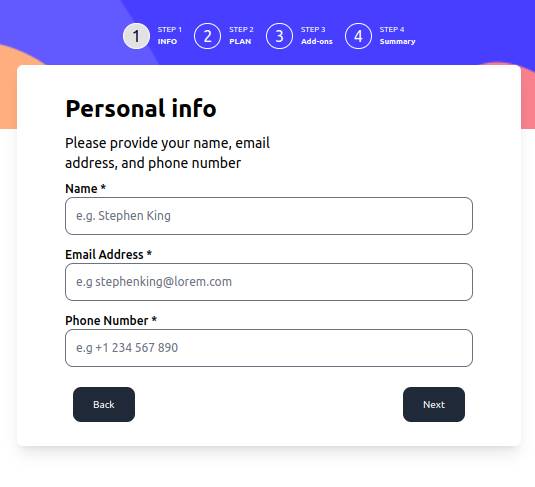 1 STEP 1 INFO 2 STEP 2 PLAN 3 STEP 3 Add-ons 4 STEP 4 Summary
Personal info
Please provide your name, email
address, and phone number
Name *
e.g. Stephen King
Email Address *
e.g stephenking@lorem.com
Phone Number *
e.g +1 234 567 890
Back Next